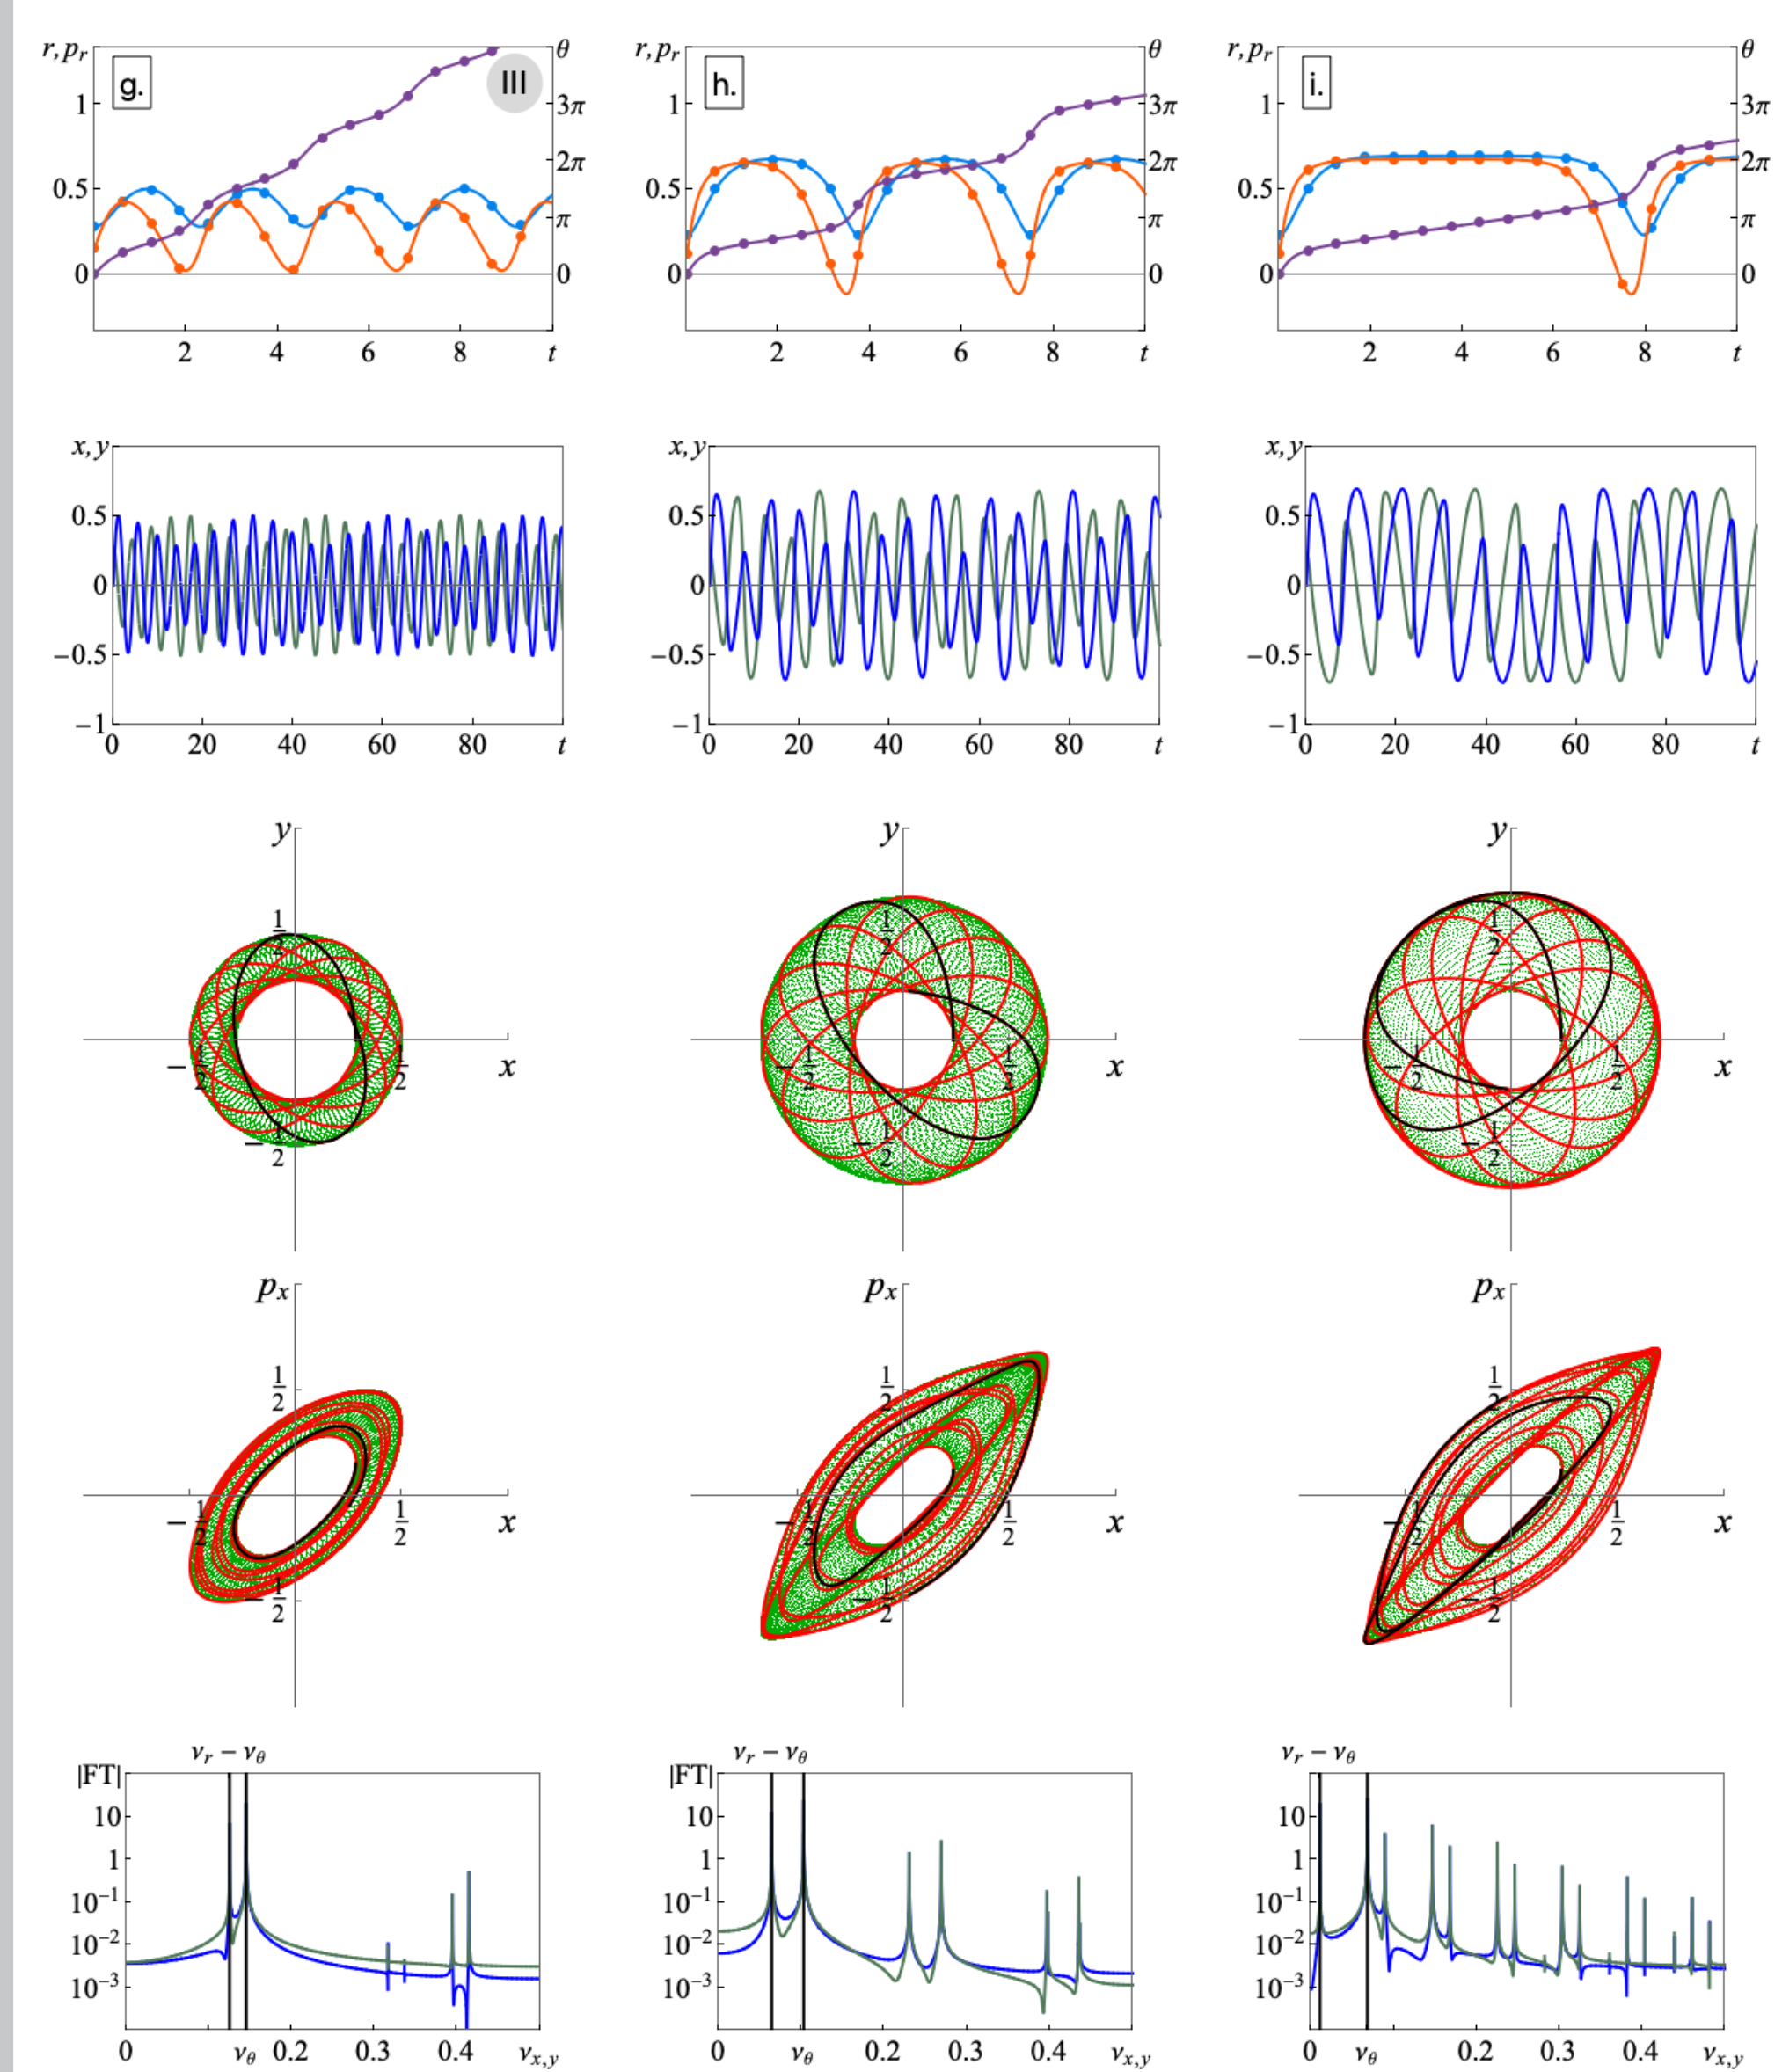 r, p_r θ r, p_r θ r, p_r θ
g. III h. i.
1 3π 1 3π 1 3π
2π 2π 2π
0.5 0.5 0.5
π π π
0 0 0 0 0 0
2 4 6 8 t 2 4 6 8 t 2 4 6 8 t
x, y x, y x, y
0.5 0.5 0.5
0 0 0
−0.5 −0.5 −0.5
−1 −1 −1
0 20 40 60 80 t 0 20 40 60 80 t 0 20 40 60 80 t
y y y
1/2 1/2 1/2
−1/2 1/2 x −1/2 1/2 x −1/2 1/2 x
−1/2 −1/2 −1/2
p_x p_x p_x
1/2 1/2 1/2
−1/2 1/2 x −1/2 1/2 x −1/2 1/2 x
−1/2 −1/2 −1/2
ν_r − ν_θ ν_r − ν_θ ν_r − ν_θ
|FT| |FT|
10 10 10
1 1 1
10^−1 10^−1 10^−1
10^−2 10^−2 10^−2
10^−3 10^−3 10^−3
0 ν_θ 0.2 0.3 0.4 ν_x,y 0 ν_θ 0.2 0.3 0.4 ν_x,y 0 ν_θ 0.2 0.3 0.4 ν_x,y